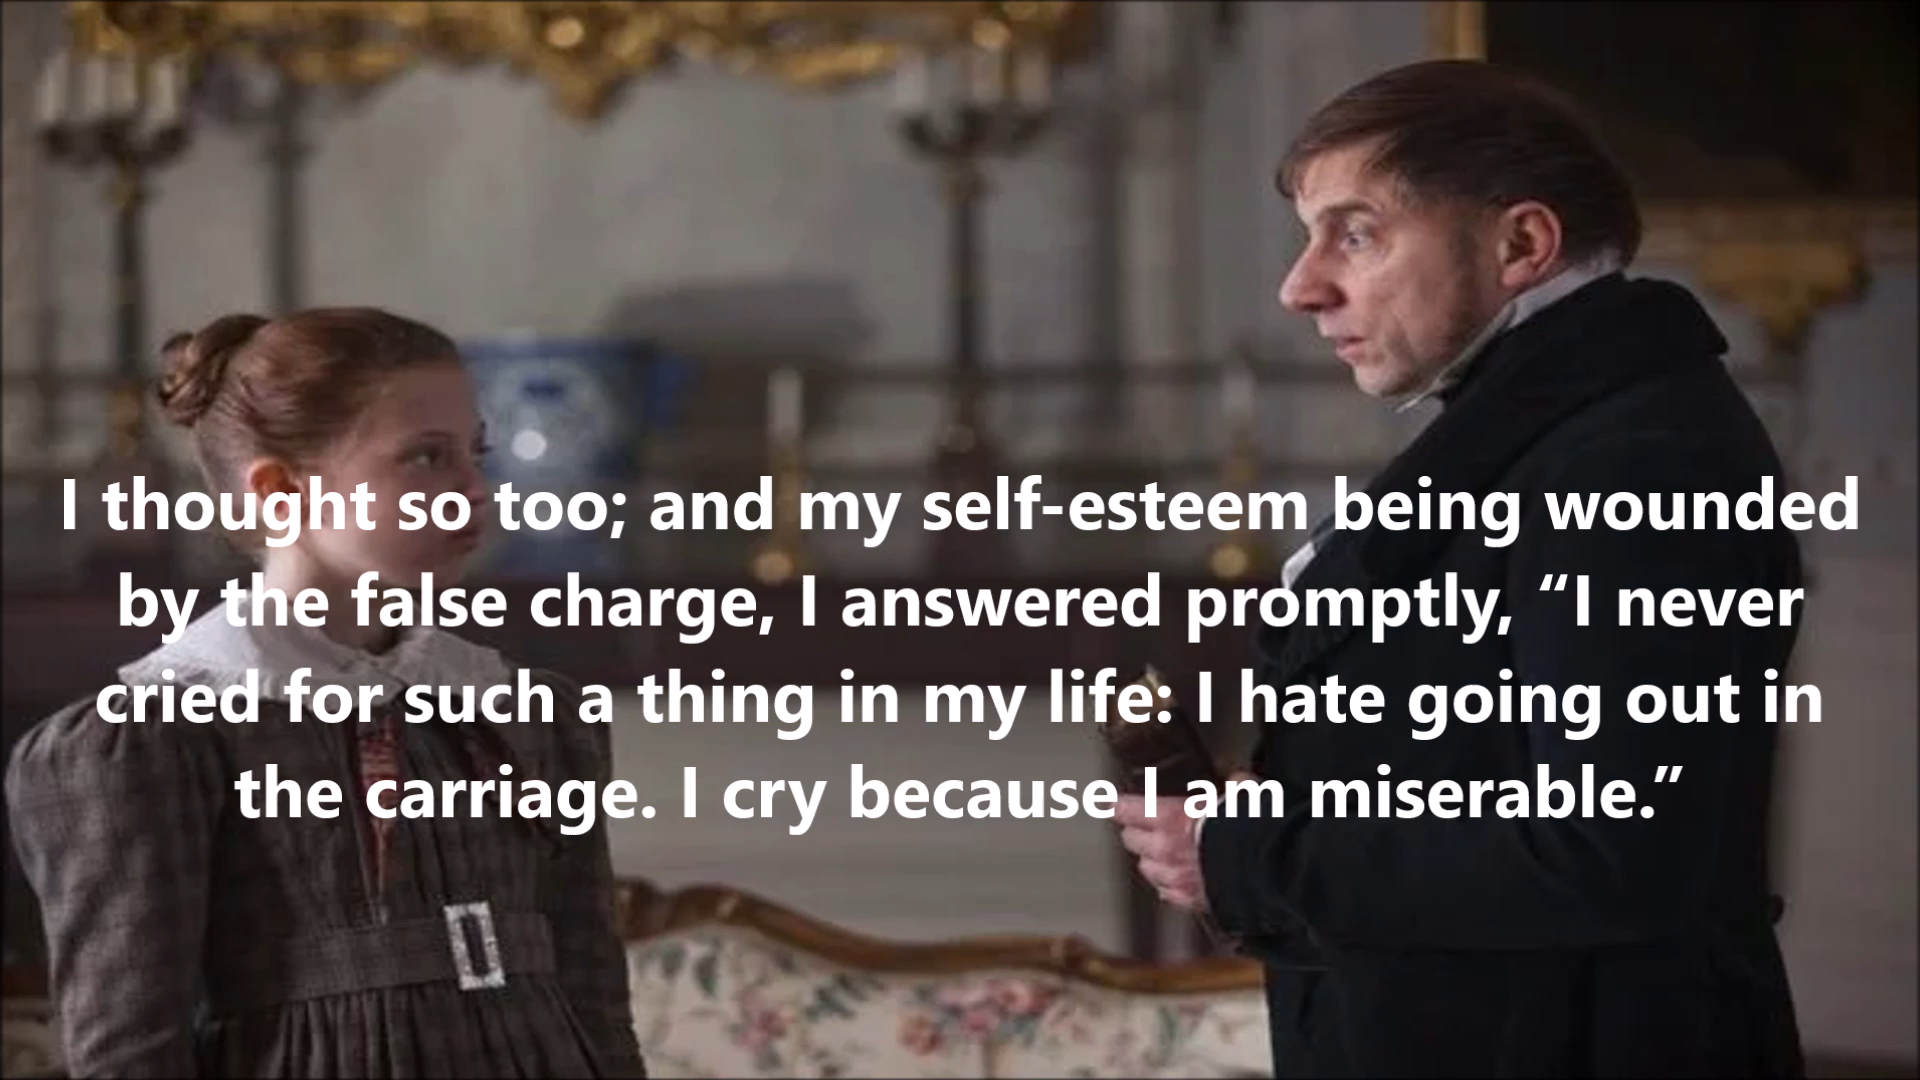 I thought so too; and my self-esteem being wounded
by the false charge, I answered promptly, “I never
cried for such a thing in my life: I hate going out in
the carriage. I cry because I am miserable.”